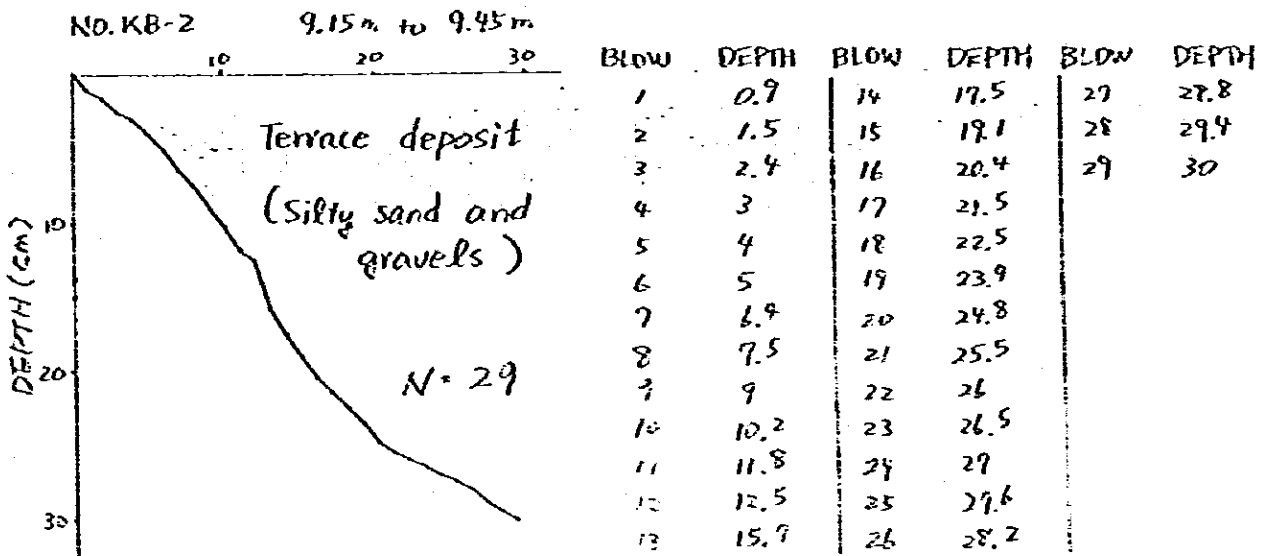 NO. KB-2 9.15m to 9.45m
10 20 30
DEPTH (cm)
10
20
30
Terrace deposit
(Silty sand and
gravels)
N = 29
BLOW DEPTH BLOW DEPTH BLOW DEPTH
1 0.9 14 17.5 27 28.8
2 1.5 15 19.1 28 29.4
3 2.4 16 20.4 29 30
4 3 17 21.5
5 4 18 22.5
6 5 19 23.9
7 6.4 20 24.8
8 7.5 21 25.5
9 9 22 26
10 10.2 23 26.5
11 11.8 24 27
12 12.5 25 27.6
13 15.7 26 28.2